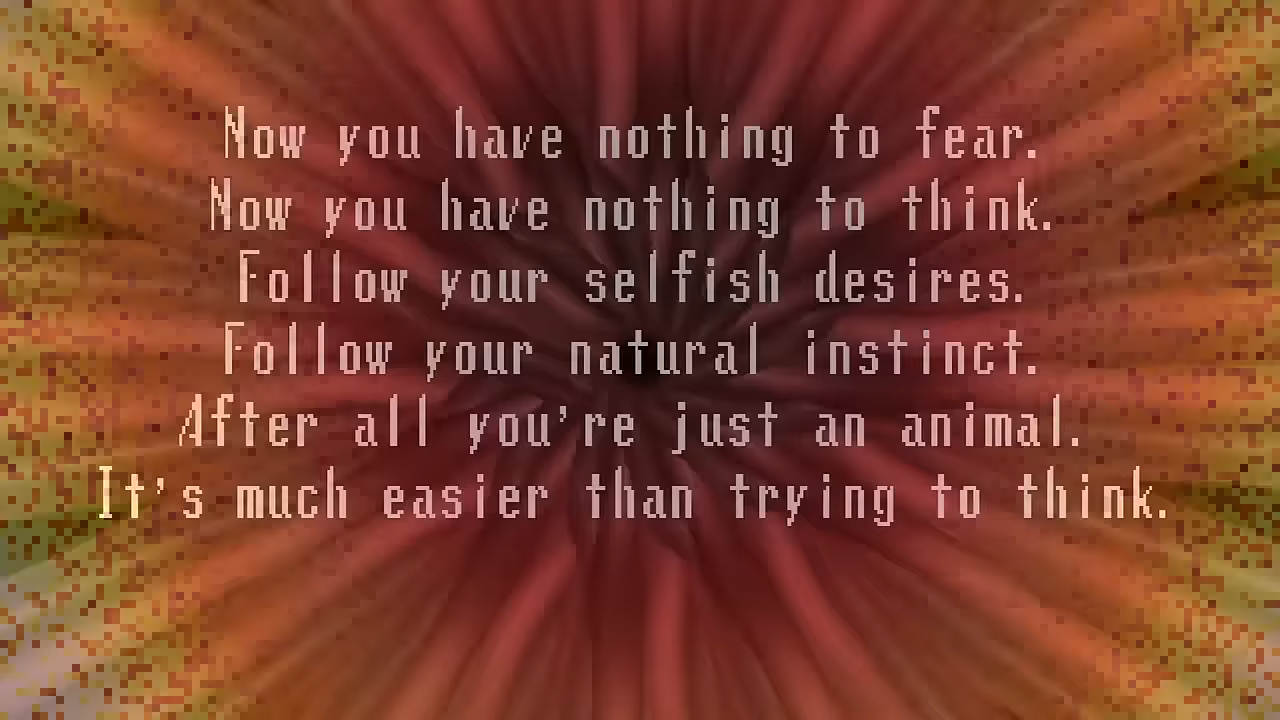 Now you have nothing to fear.
Now you have nothing to think.
Follow your selfish desires.
Follow your natural instinct.
After all you're just an animal.
It's much easier than trying to think.